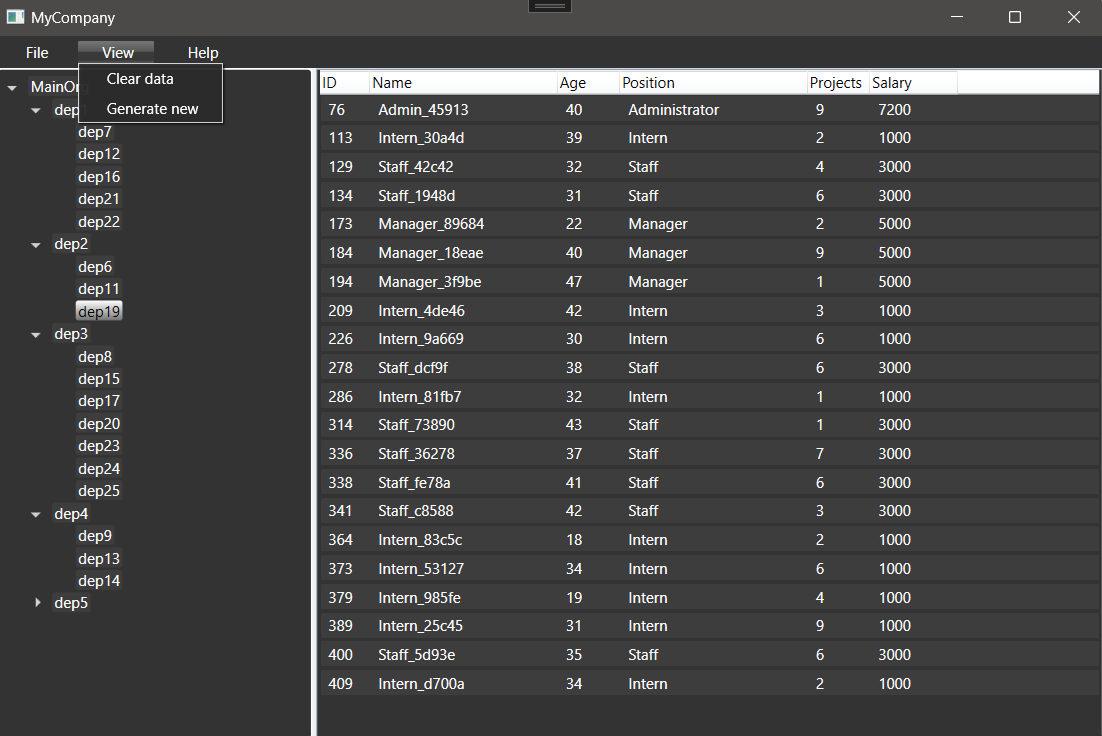 MyCompany
File View Help
Clear data
Generate new
dep7
dep12
dep16
dep21
dep22
dep2
dep6
dep11
dep19
dep3
dep8
dep15
dep17
dep20
dep23
dep24
dep25
dep4
dep9
dep13
dep14
dep5
ID Name Age Position Projects Salary
76 Admin_45913 40 Administrator 9 7200
113 Intern_30a4d 39 Intern 2 1000
129 Staff_42c42 32 Staff 4 3000
134 Staff_1948d 31 Staff 6 3000
173 Manager_89684 22 Manager 2 5000
184 Manager_18eae 40 Manager 9 5000
194 Manager_3f9be 47 Manager 1 5000
209 Intern_4de46 42 Intern 3 1000
226 Intern_9a669 30 Intern 6 1000
278 Staff_dcf9f 38 Staff 6 3000
286 Intern_81fb7 32 Intern 1 1000
314 Staff_73890 43 Staff 1 3000
336 Staff_36278 37 Staff 7 3000
338 Staff_fe78a 41 Staff 6 3000
341 Staff_c8588 42 Staff 3 3000
364 Intern_83c5c 18 Intern 2 1000
373 Intern_53127 34 Intern 6 1000
379 Intern_985fe 19 Intern 4 1000
389 Intern_25c45 31 Intern 9 1000
400 Staff_5d93e 35 Staff 6 3000
409 Intern_d700a 34 Intern 2 1000